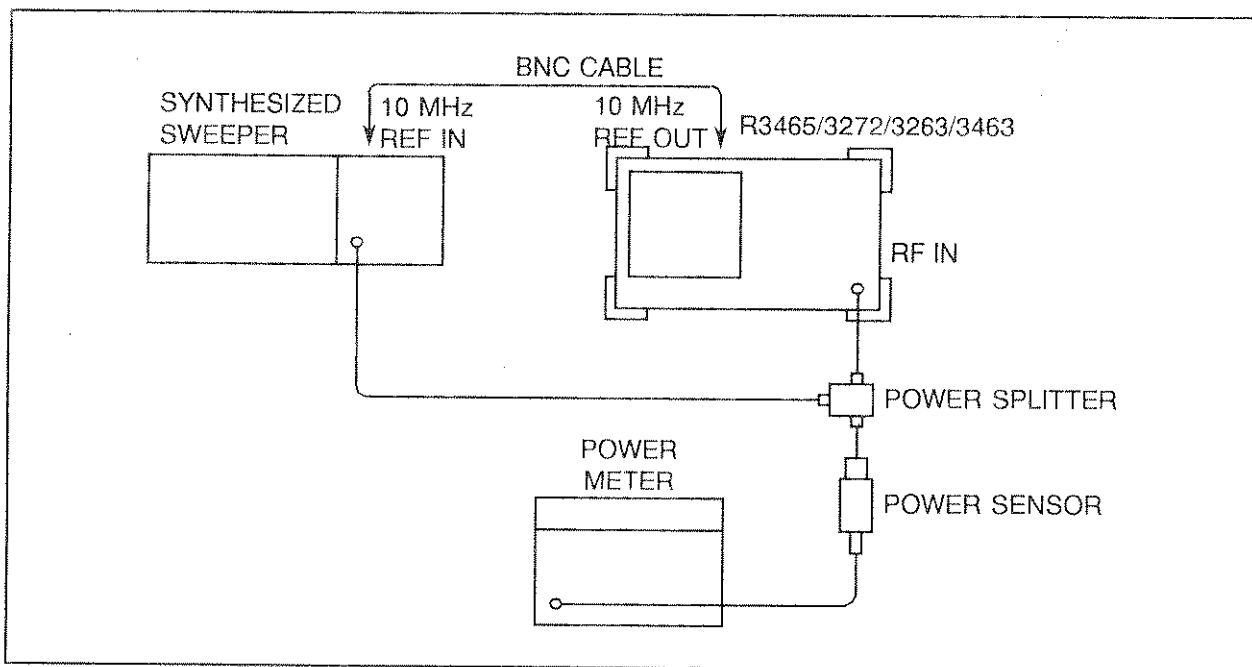 BNC CABLE
SYNTHESIZED
SWEEPER
10 MHz
REF IN
10 MHz
REF OUT
R3465/3272/3263/3463
RF IN
POWER SPLITTER
POWER
METER
POWER SENSOR